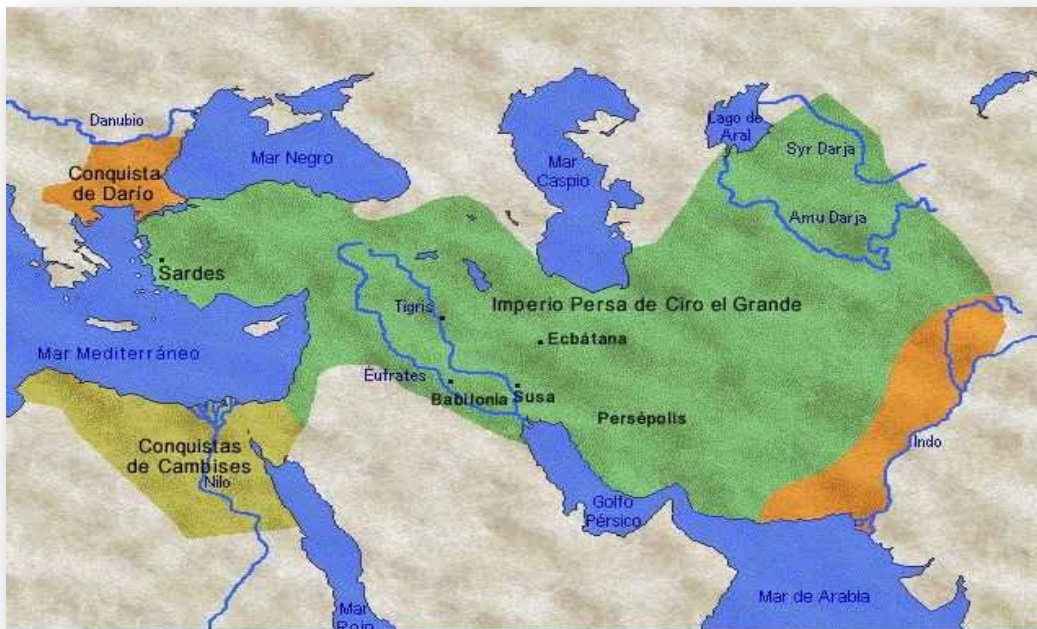 Danubio
Mar Negro
Conquista
de Darío
Mar
Caspio
Lago de
Aral
Syr Darja
Amu Darja
Sardes
Tigris
Imperio Persa de Ciro el Grande
Ecbátana
Mar Mediterráneo
Éufrates
Babilonia
Susa
Persépolis
Conquistas
de Cambises
Nilo
Indo
Golfo
Pérsico
Mar de Arabia
Mar
Rojo